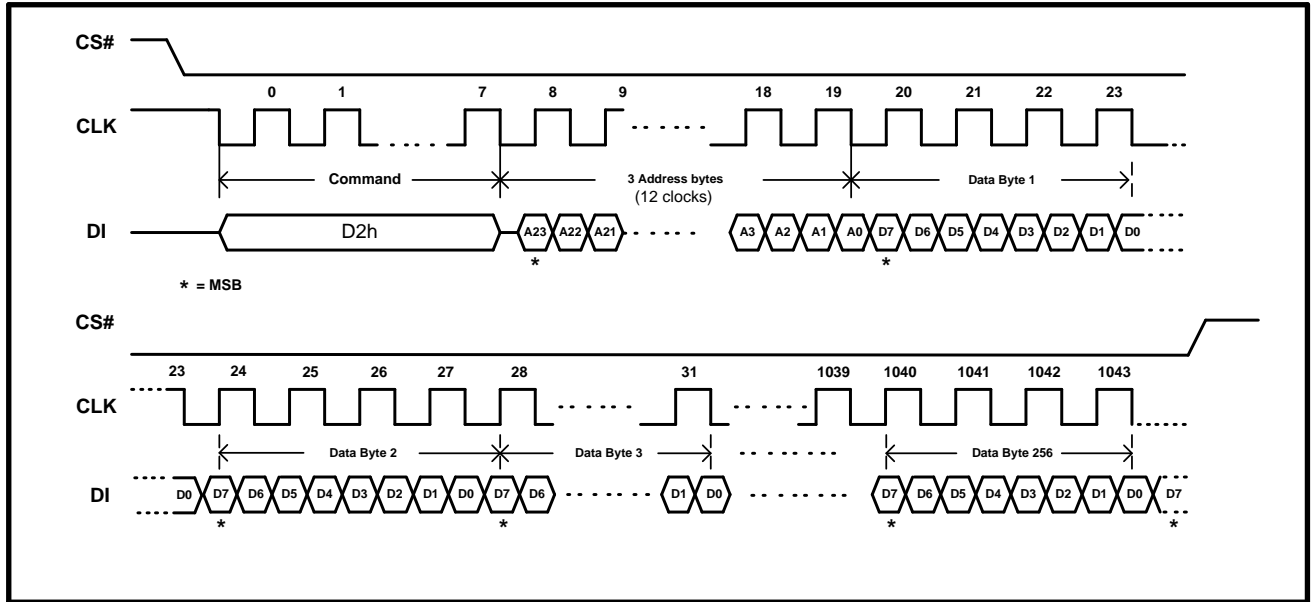 CS#
0 1 7 8 9 18 19 20 21 22 23
CLK
Command 3 Address bytes Data Byte 1
(12 clocks)
DI D2h A23 A22 A21 A3 A2 A1 A0 D7 D6 D5 D4 D3 D2 D1 D0
* *
* = MSB
CS#
23 24 25 26 27 28 31 1039 1040 1041 1042 1043
CLK
Data Byte 2 Data Byte 3 Data Byte 256
DI D0 D7 D6 D5 D4 D3 D2 D1 D0 D7 D6 D1 D0 D7 D6 D5 D4 D3 D2 D1 D0 D7
* * * *